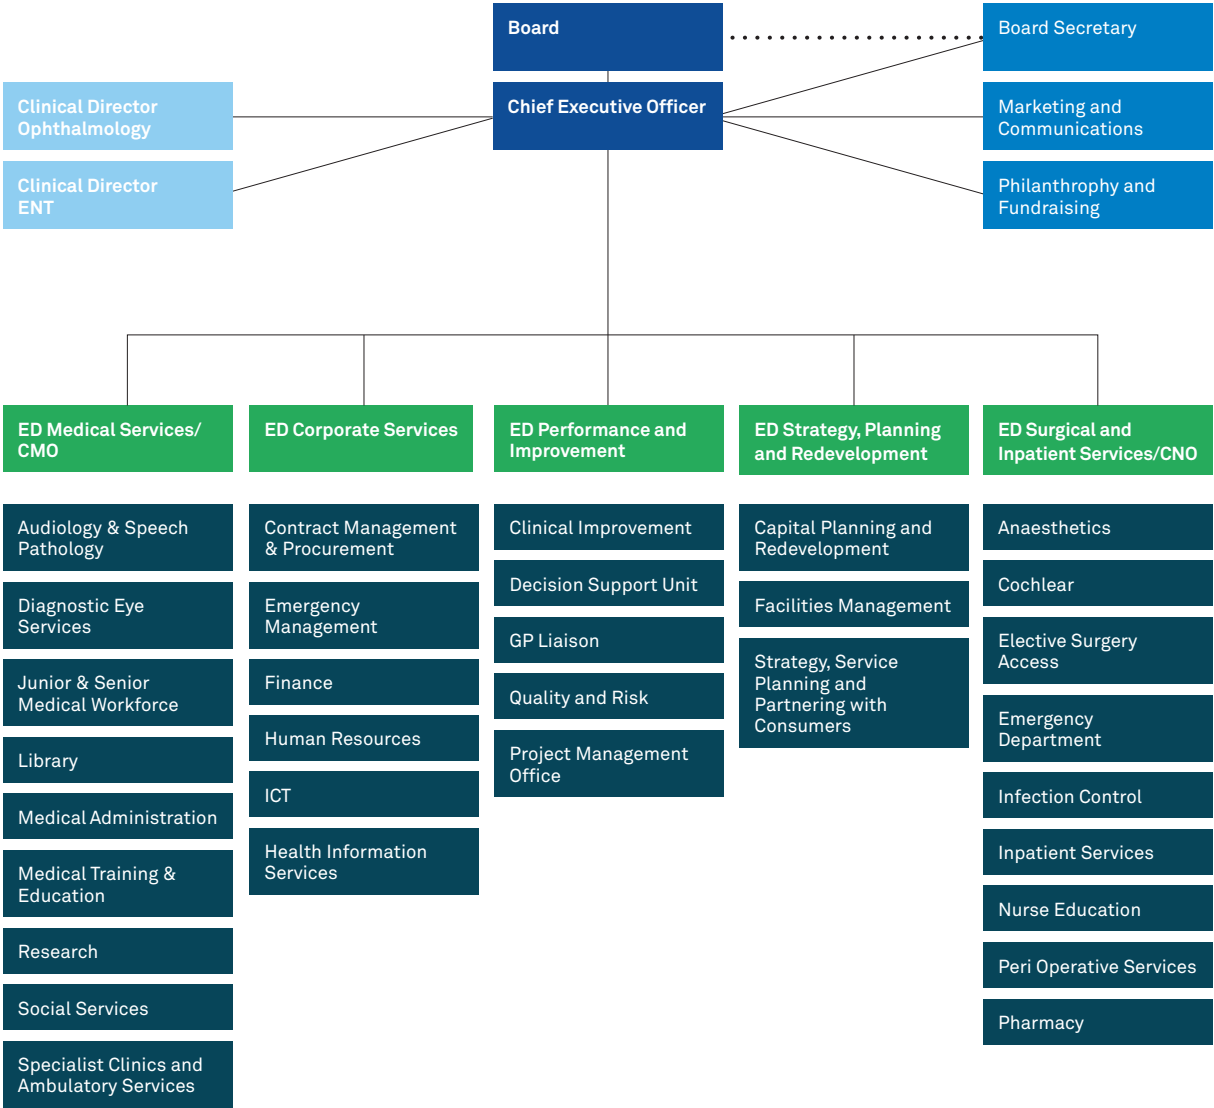 Board
Board Secretary
Clinical Director
Ophthalmology
Chief Executive Officer
Marketing and
Communications
Clinical Director
ENT
Philanthropy and
Fundraising
ED Medical Services/
CMO
ED Corporate Services
ED Performance and
Improvement
ED Strategy, Planning
and Redevelopment
ED Surgical and
Inpatient Services/CNO
Audiology & Speech
Pathology
Diagnostic Eye
Services
Junior & Senior
Medical Workforce
Library
Medical Administration
Medical Training &
Education
Research
Social Services
Specialist Clinics and
Ambulatory Services
Contract Management
& Procurement
Emergency
Management
Finance
Human Resources
ICT
Health Information
Services
Clinical Improvement
Decision Support Unit
GP Liaison
Quality and Risk
Project Management
Office
Capital Planning and
Redevelopment
Facilities Management
Strategy, Service
Planning and
Partnering with
Consumers
Anaesthetics
Cochlear
Elective Surgery
Access
Emergency
Department
Infection Control
Inpatient Services
Nurse Education
Peri Operative Services
Pharmacy